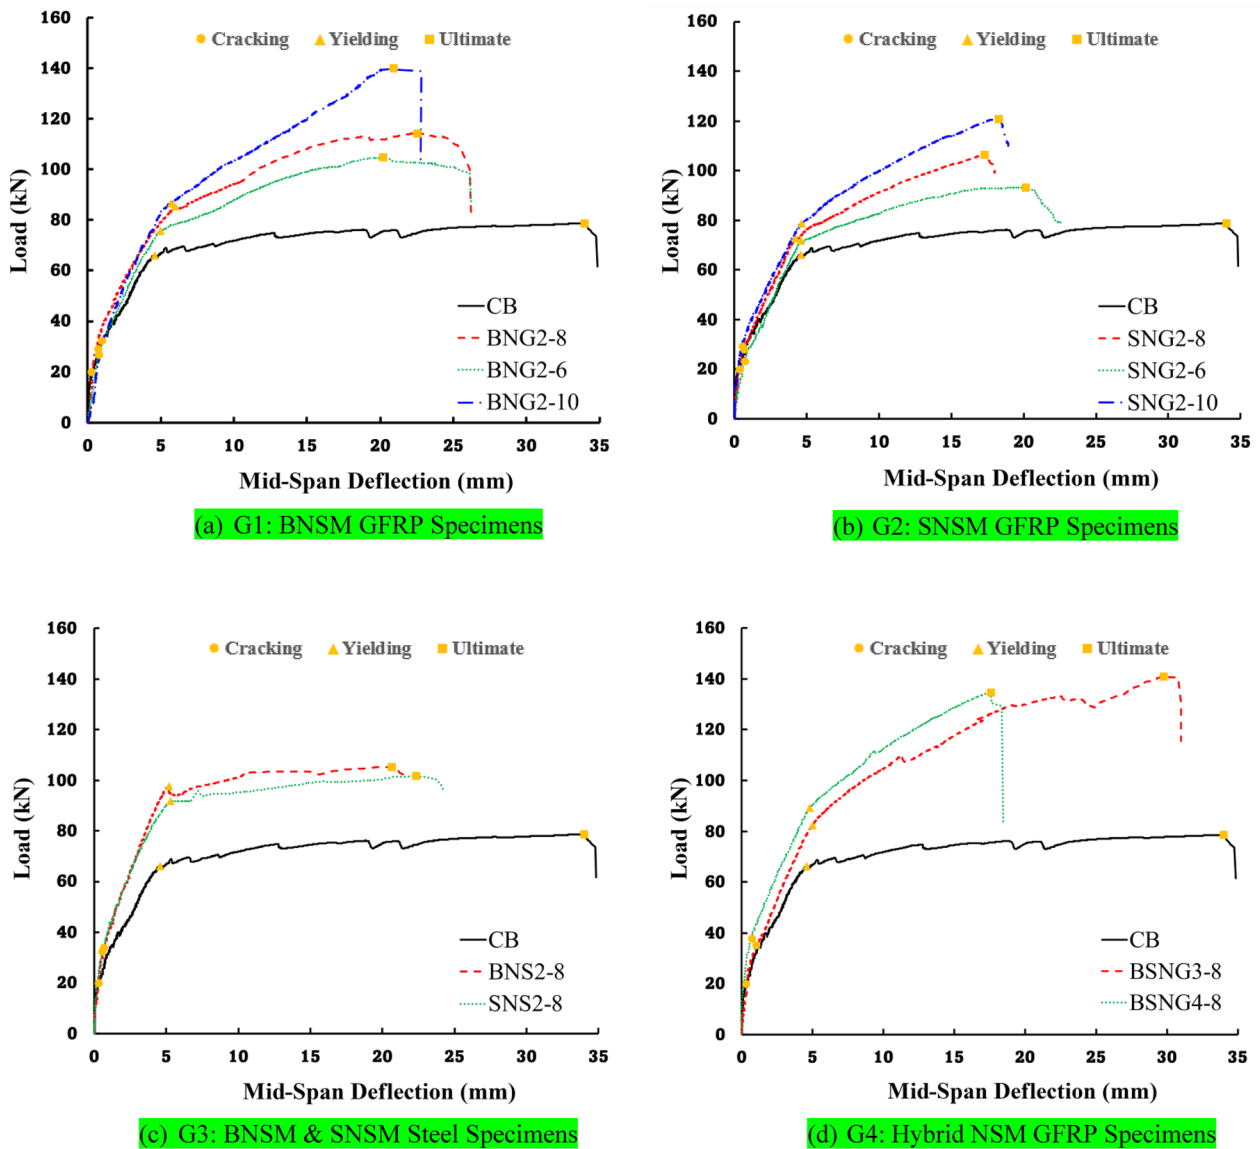 160
140
120
100
80
60
40
20
0
Load (kN)
Cracking Yielding Ultimate
CB
BNG2-8
BNG2-6
BNG2-10
0 5 10 15 20 25 30 35
Mid-Span Deflection (mm)
(a) G1: BNSM GFRP Specimens
160
140
120
100
80
60
40
20
0
Load (kN)
Cracking Yielding Ultimate
CB
SNG2-8
SNG2-6
SNG2-10
0 5 10 15 20 25 30 35
Mid-Span Deflection (mm)
(b) G2: SNSM GFRP Specimens
160
140
120
100
80
60
40
20
0
Load (kN)
Cracking Yielding Ultimate
CB
BNS2-8
SNS2-8
0 5 10 15 20 25 30 35
Mid-Span Deflection (mm)
(c) G3: BNSM & SNSM Steel Specimens
160
140
120
100
80
60
40
20
0
Load (kN)
Cracking Yielding Ultimate
CB
BSNG3-8
BSNG4-8
0 5 10 15 20 25 30 35
Mid-Span Deflection (mm)
(d) G4: Hybrid NSM GFRP Specimens